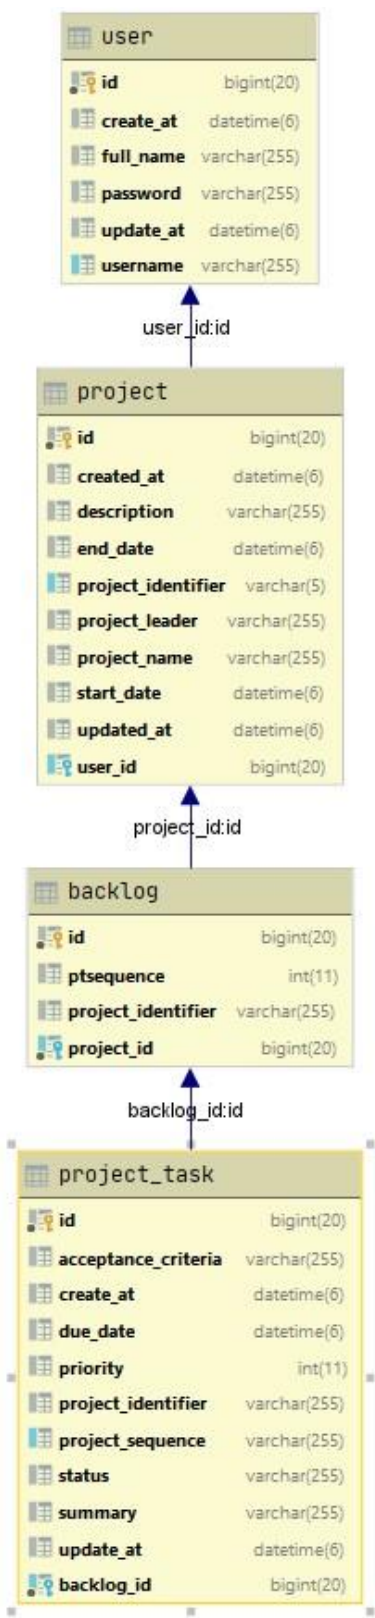 user
id bigint(20)
create_at datetime(6)
full_name varchar(255)
password varchar(255)
update_at datetime(6)
username varchar(255)
user_id:id
project
id bigint(20)
created_at datetime(6)
description varchar(255)
end_date datetime(6)
project_identifier varchar(5)
project_leader varchar(255)
project_name varchar(255)
start_date datetime(6)
updated_at datetime(6)
user_id bigint(20)
project_id:id
backlog
id bigint(20)
ptsequence int(11)
project_identifier varchar(255)
project_id bigint(20)
backlog_id:id
project_task
id bigint(20)
acceptance_criteria varchar(255)
create_at datetime(6)
due_date datetime(6)
priority int(11)
project_identifier varchar(255)
project_sequence varchar(255)
status varchar(255)
summary varchar(255)
update_at datetime(6)
backlog_id bigint(20)